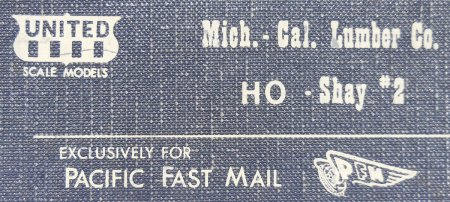 UNITED
SCALE MODELS
Mich.-Cal. Lumber Co.
HO - Shay #2
EXCLUSIVELY FOR
PACIFIC FAST MAIL
PFM